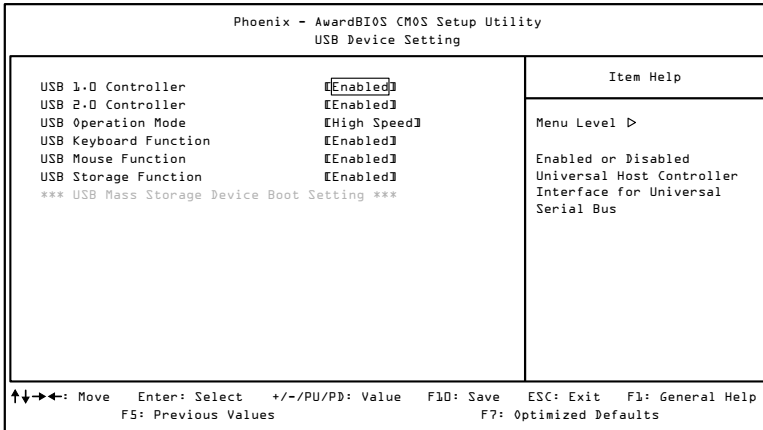 Phoenix - AwardBIOS CMOS Setup Utility
USB Device Setting
USB 1.0 Controller [Enabled]
USB 2.0 Controller [Enabled]
USB Operation Mode [High Speed]
USB Keyboard Function [Enabled]
USB Mouse Function [Enabled]
USB Storage Function [Enabled]
*** USB Mass Storage Device Boot Setting ***
Item Help
Menu Level ▷
Enabled or Disabled
Universal Host Controller
Interface for Universal
Serial Bus
↑↓→←: Move Enter: Select +/-/PU/PD: Value F10: Save ESC: Exit F1: General Help
F5: Previous Values F7: Optimized Defaults